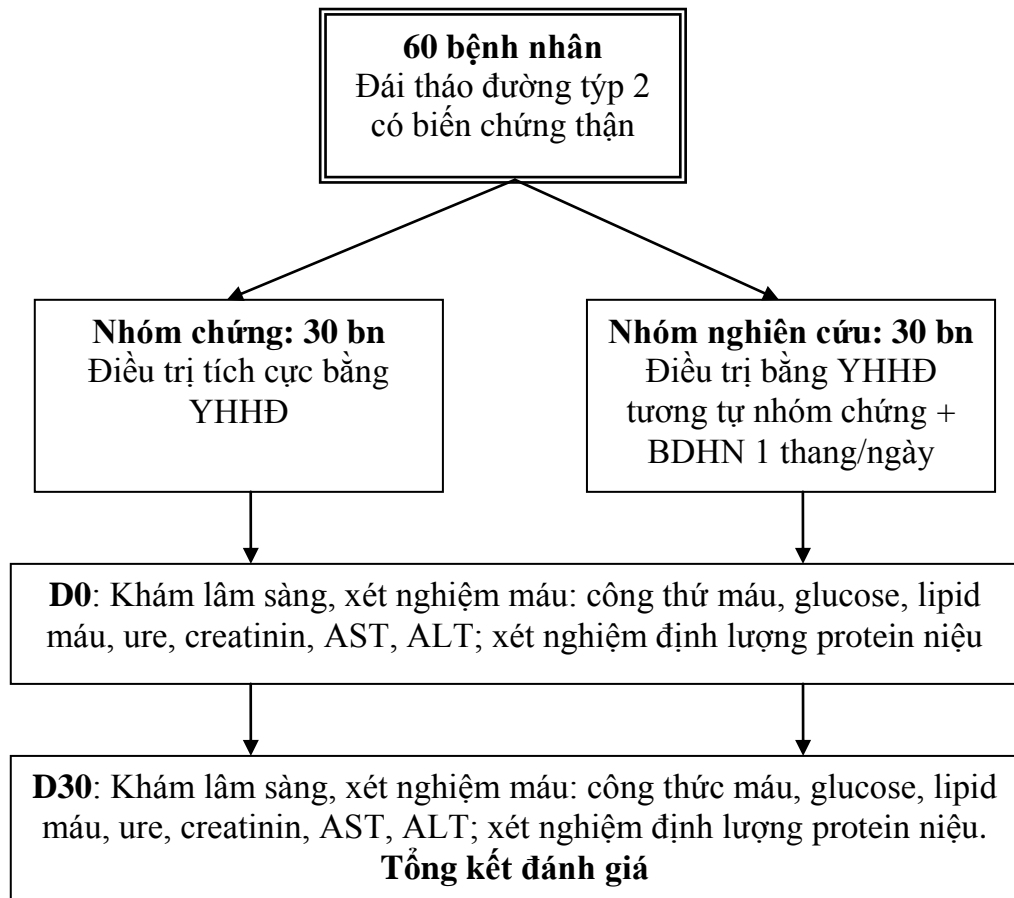 60 bệnh nhân
Đái tháo đường týp 2
có biến chứng thận
Nhóm chứng: 30 bn
Điều trị tích cực bằng
YHHĐ
Nhóm nghiên cứu: 30 bn
Điều trị bằng YHHĐ
tương tự nhóm chứng +
BDHN 1 thang/ngày
D0: Khám lâm sàng, xét nghiệm máu: công thứ máu, glucose, lipid
máu, ure, creatinin, AST, ALT; xét nghiệm định lượng protein niệu
D30: Khám lâm sàng, xét nghiệm máu: công thức máu, glucose, lipid
máu, ure, creatinin, AST, ALT; xét nghiệm định lượng protein niệu.
Tổng kết đánh giá